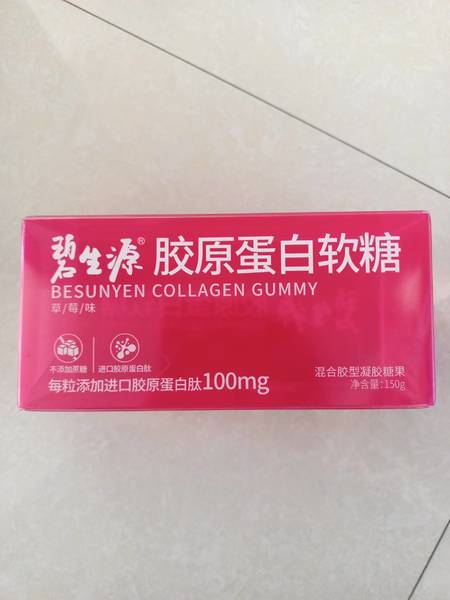 碧生源® 胶原蛋白软糖
BESUNYEN COLLAGEN GUMMY
草/莓/味
不添加蔗糖 进口胶原蛋白肽
每粒添加进口胶原蛋白肽100mg
混合胶型凝胶糖果
净含量:150g